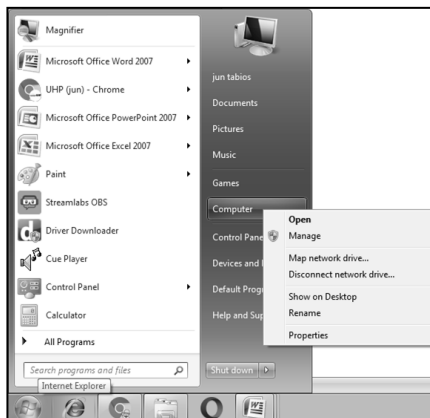 Magnifier
Microsoft Office Word 2007
UHP (jun) - Chrome
Microsoft Office PowerPoint 2007
Microsoft Office Excel 2007
Paint
Streamlabs OBS
Driver Downloader
Cue Player
Control Panel
Calculator
All Programs
Search programs and files
Internet Explorer
jun tabios
Documents
Pictures
Music
Games
Computer
Control Pane
Devices and
Default Prog
Help and Sup
Shut down
Open
Manage
Map network drive...
Disconnect network drive...
Show on Desktop
Rename
Properties